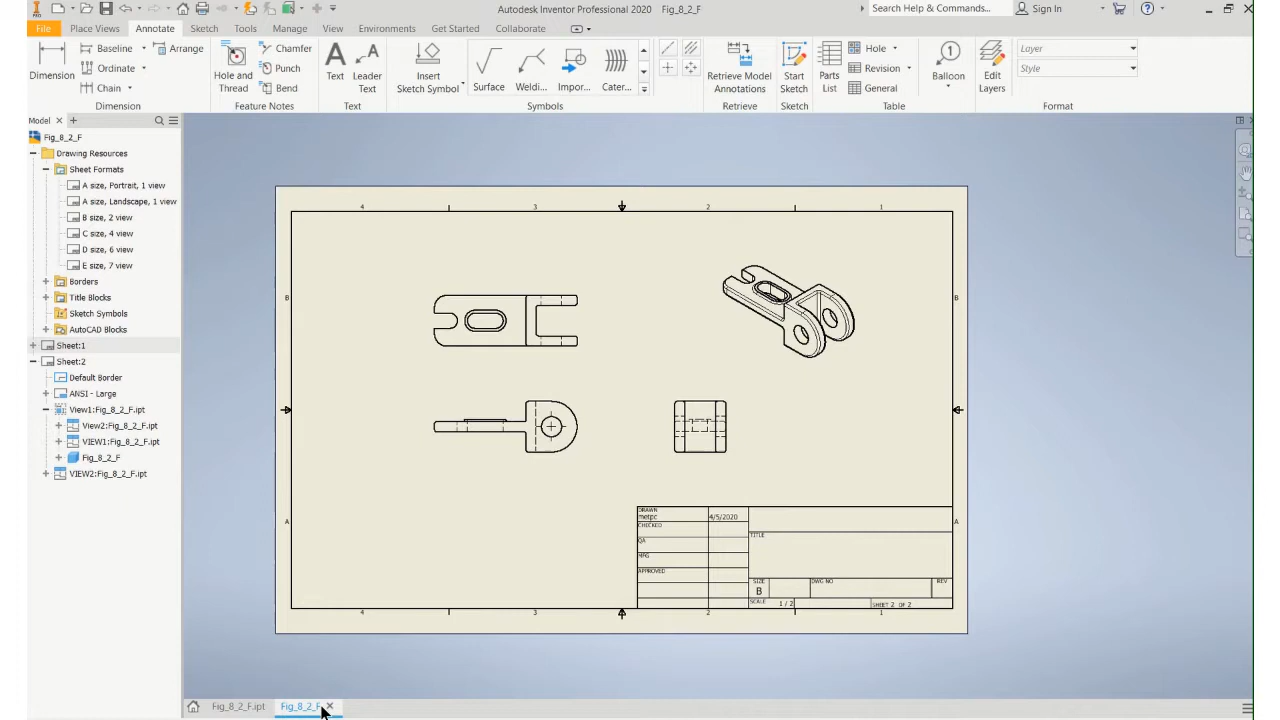 Autodesk Inventor Professional 2020 Fig_8_2_F
Search Help & Commands...
Sign In
File Place Views Annotate Sketch Tools Manage View Environments Get Started Collaborate
Dimension
Baseline
Ordinate
Chain
Arrange
Dimension
Hole and Thread
Chamfer
Punch
Bend
Feature Notes
Text
Leader Text
Text
Insert Sketch Symbol
Surface
Weldi...
Impor...
Cater...
Symbols
Retrieve Model Annotations
Retrieve
Start Sketch
Sketch
Parts List
Hole
Revision
General
Table
Balloon
Edit Layers
Layer
Style
Format
Model
Fig_8_2_F
Drawing Resources
Sheet Formats
A size, Portrait, 1 view
A size, Landscape, 1 view
B size, 2 view
C size, 4 view
D size, 6 view
E size, 7 view
Borders
Title Blocks
Sketch Symbols
AutoCAD Blocks
Sheet:1
Sheet:2
Default Border
ANSI - Large
View1:Fig_8_2_F.ipt
View2:Fig_8_2_F.ipt
VIEW1:Fig_8_2_F.ipt
Fig_8_2_F
VIEW2:Fig_8_2_F.ipt
4 3 2 1
B B
A A
DRAWN
metpc 4/5/2020
CHECKED
QA
MFG
APPROVED
TITLE
SIZE
B
DWG NO
REV
SCALE 1 / 2
SHEET 2 OF 2
4 3 2 1
Fig_8_2_F.ipt Fig_8_2_F